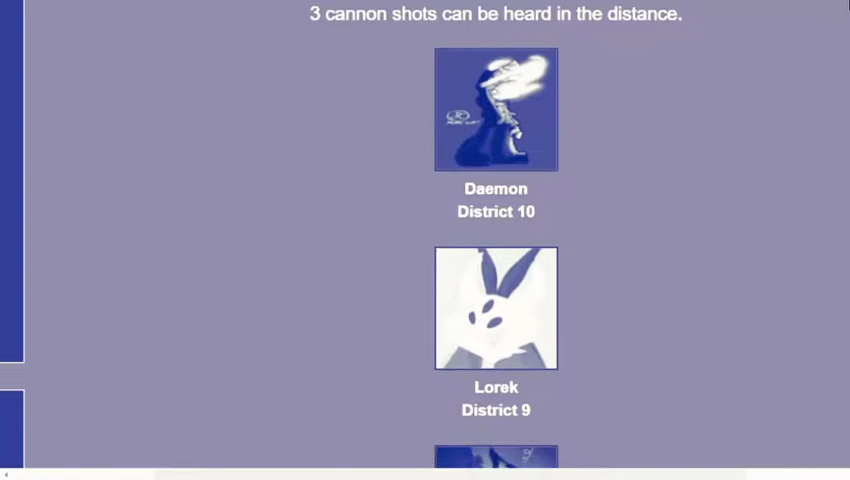 3 cannon shots can be heard in the distance.
Daemon
District 10
Lorek
District 9